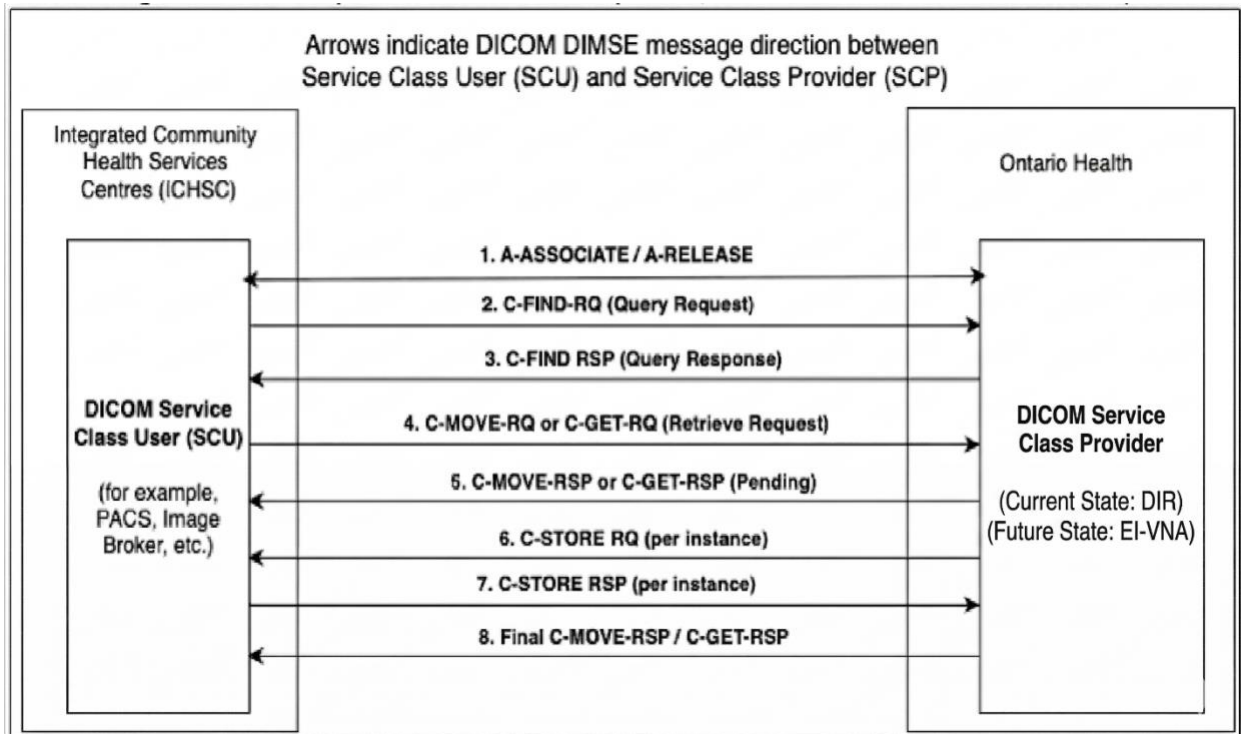 Arrows indicate DICOM DIMSE message direction between
Service Class User (SCU) and Service Class Provider (SCP)
Integrated Community
Health Services
Centres (ICHSC)
Ontario Health
1. A-ASSOCIATE / A-RELEASE
2. C-FIND-RQ (Query Request)
3. C-FIND RSP (Query Response)
DICOM Service
Class User (SCU)
(for example,
PACS, Image
Broker, etc.)
4. C-MOVE-RQ or C-GET-RQ (Retrieve Request)
5. C-MOVE-RSP or C-GET-RSP (Pending)
6. C-STORE RQ (per instance)
7. C-STORE RSP (per instance)
8. Final C-MOVE-RSP / C-GET-RSP
DICOM Service
Class Provider
(Current State: DIR)
(Future State: EI-VNA)